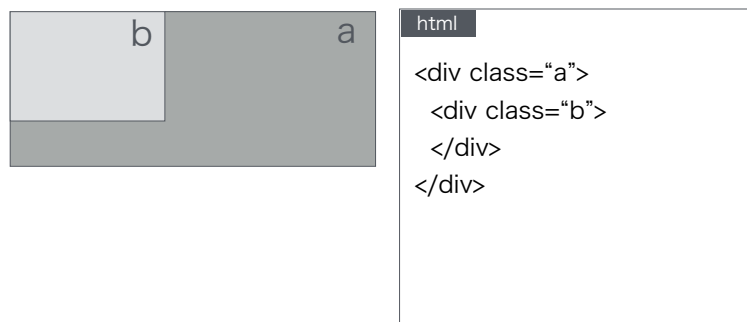 b
a
html
<div class=“a”>
<div class=“b”>
</div>
</div>